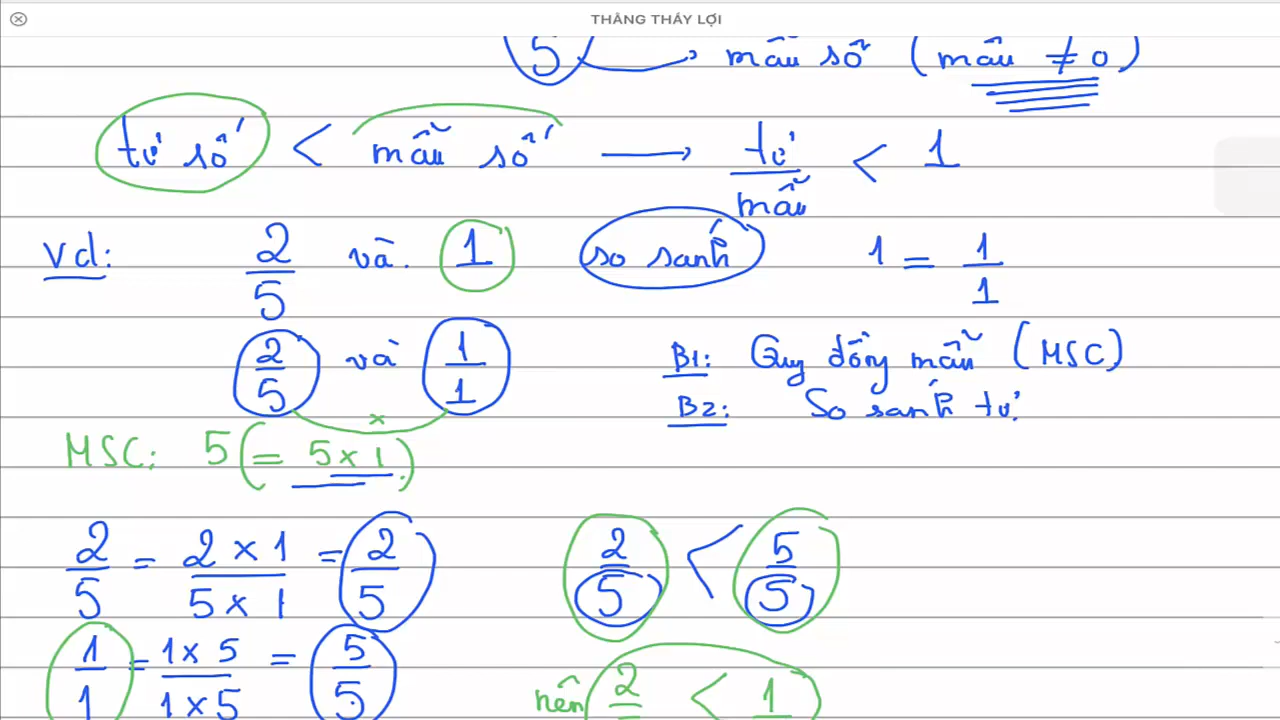 THẦNG THẦY LỢI
5 → mẫu số (mẫu ≠ 0)
tử số < mẫu số → tử/mẫu < 1
Vd: 2/5 và 1 so sánh 1 = 1/1
2/5 và 1/1 B1: Quy đồng mẫu (MSC)
× B2: So sánh tử
MSC: 5 (= 5 × 1)
2/5 = 2 × 1/5 × 1 = 2/5 2/5 < 5/5
1/1 = 1 × 5/1 × 5 = 5/5
nên 2 < 1